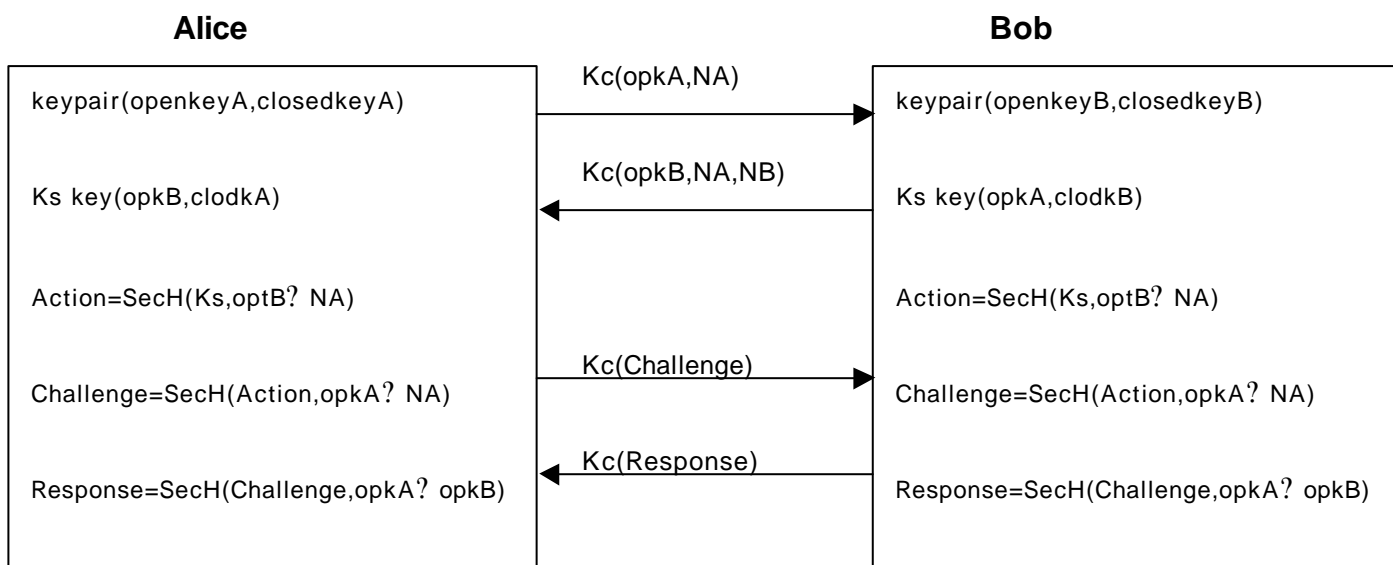 Alice
Bob
keypair(openkeyA,closedkeyA)
Kc(opkA,NA)
keypair(openkeyB,closedkeyB)
Ks key(opkB,clodkA)
Kc(opkB,NA,NB)
Ks key(opkA,clodkB)
Action=SecH(Ks,optB? NA)
Action=SecH(Ks,optB? NA)
Challenge=SecH(Action,opkA? NA)
Kc(Challenge)
Challenge=SecH(Action,opkA? NA)
Response=SecH(Challenge,opkA? opkB)
Kc(Response)
Response=SecH(Challenge,opkA? opkB)